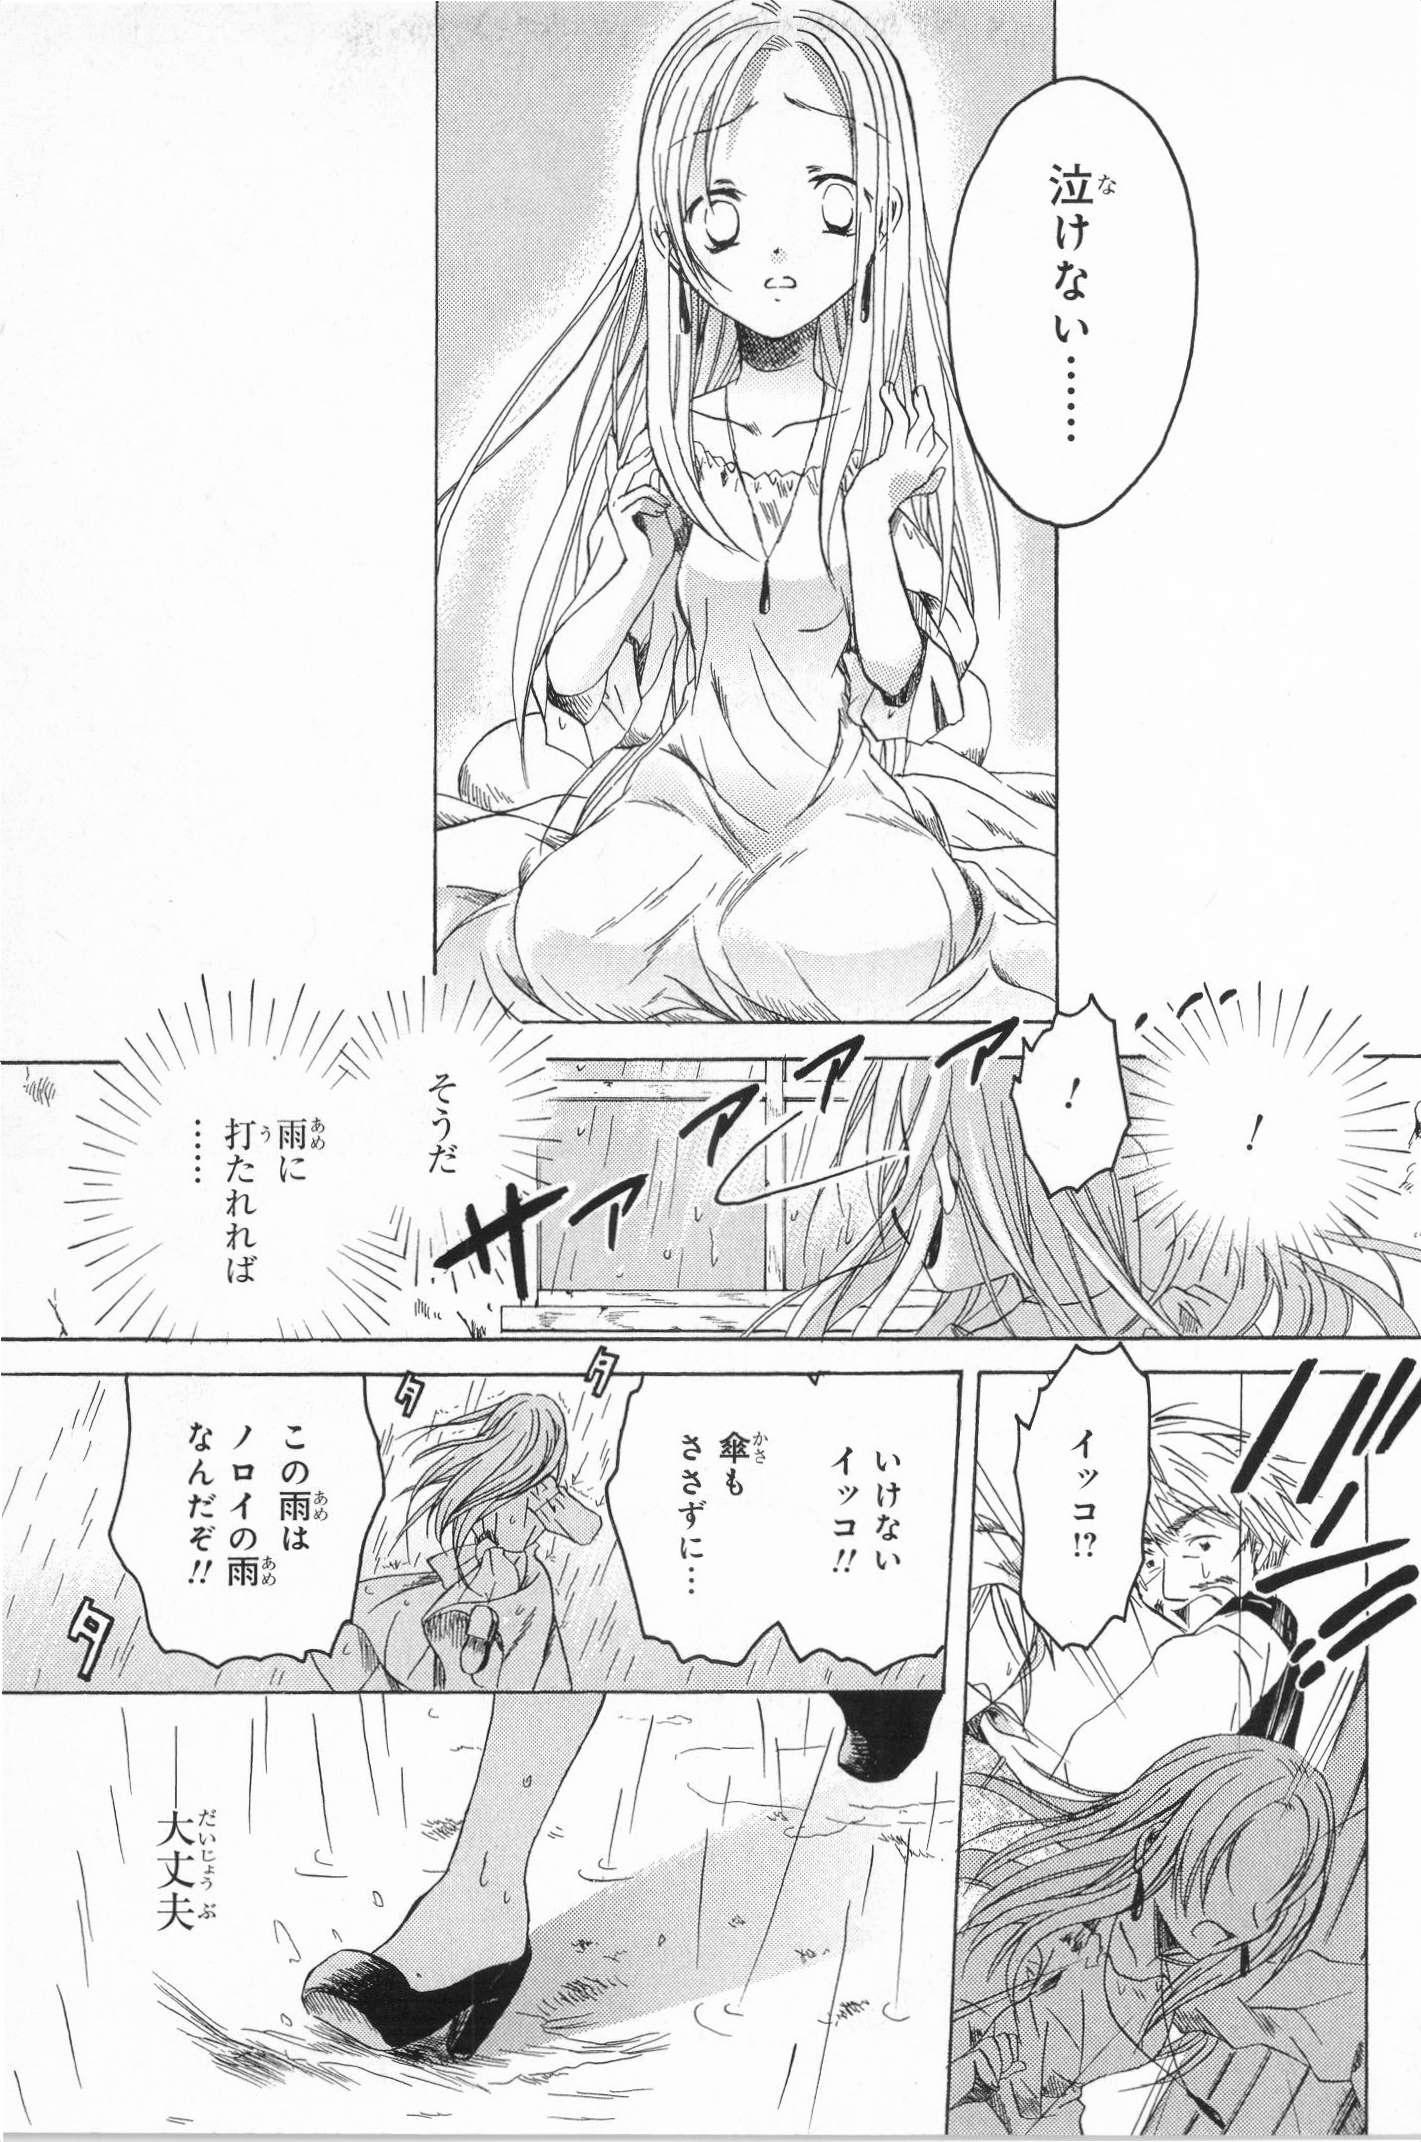 泣けない……
！
！
サァアァアァ
そうだ
雨に
打たれれば
……
イッコ!?
いけない
イッコ!!
傘も
ささずに…
タ
タ
タ
この雨は
ノロイの雨
なんだぞ!!
――大丈夫